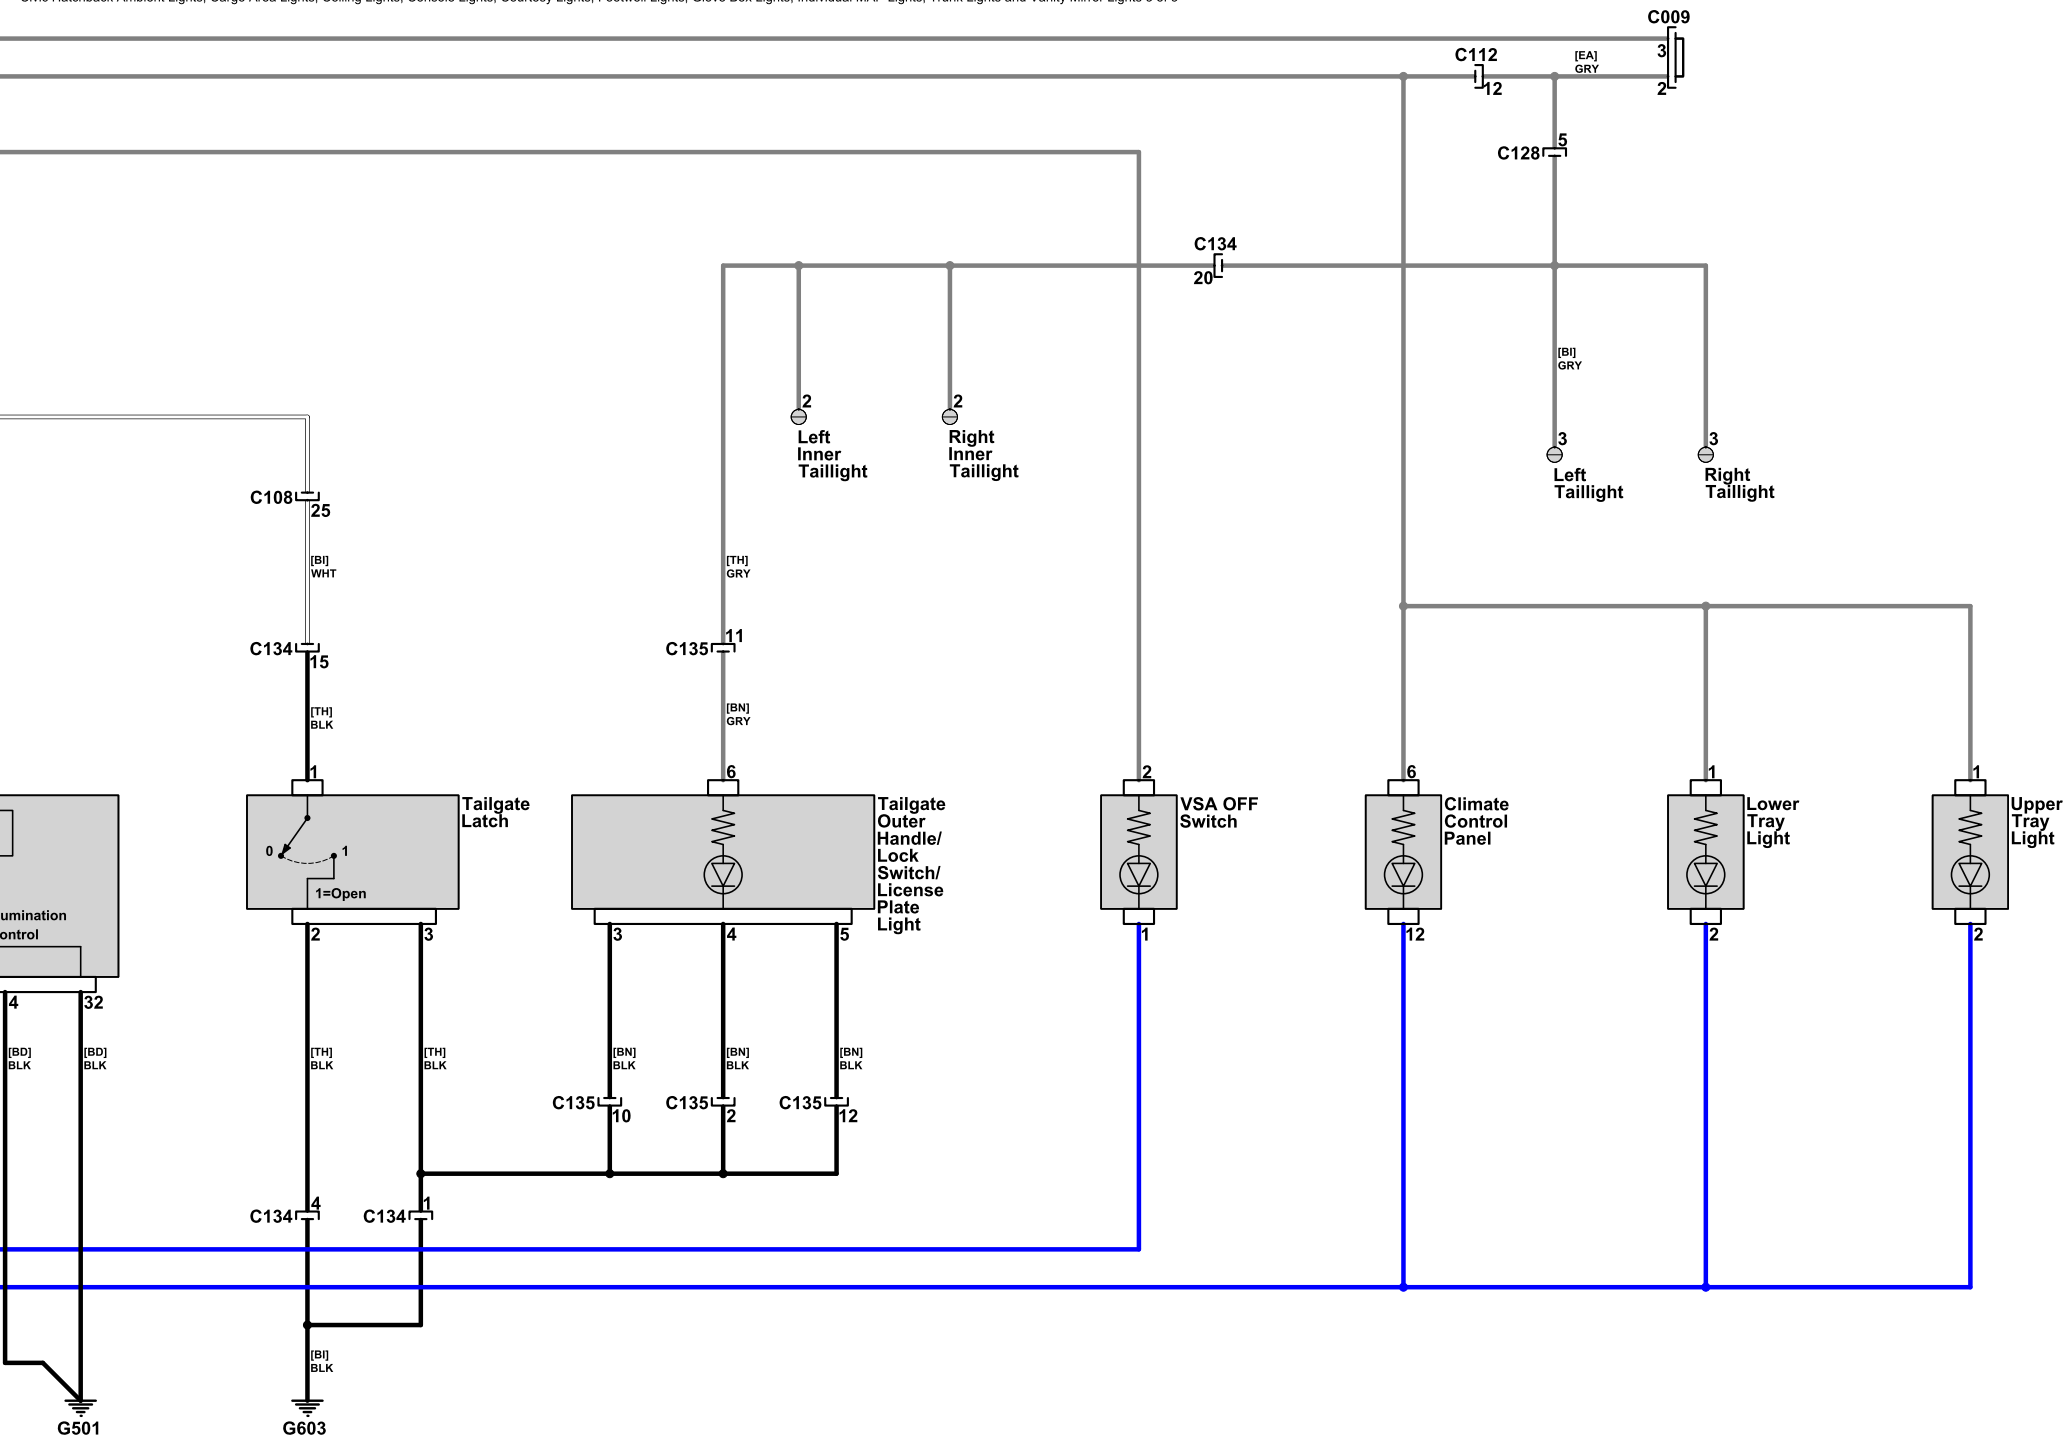 C009
3
C112
[EA]
GRY
12
2
5
C128
C134
20
[BI]
GRY
2
2
Left
Inner
Taillight
Right
Inner
Taillight
3
3
Left
Taillight
Right
Taillight
C108
25
[BI]
WHT
[TH]
GRY
C134
15
11
C135
[TH]
BLK
[BN]
GRY
1
6
2
6
1
1
Tailgate
Latch
0
1
1=Open
Tailgate
Outer
Handle/
Lock
Switch/
License
Plate
Light
VSA OFF
Switch
Climate
Control
Panel
Lower
Tray
Light
Upper
Tray
Light
2
3
3
4
5
1
12
2
2
4
32
[BD]
BLK
[BD]
BLK
[TH]
BLK
[TH]
BLK
[BN]
BLK
[BN]
BLK
[BN]
BLK
C135
10
C135
2
C135
12
C134
4
C134
1
[BI]
BLK
G501
G603